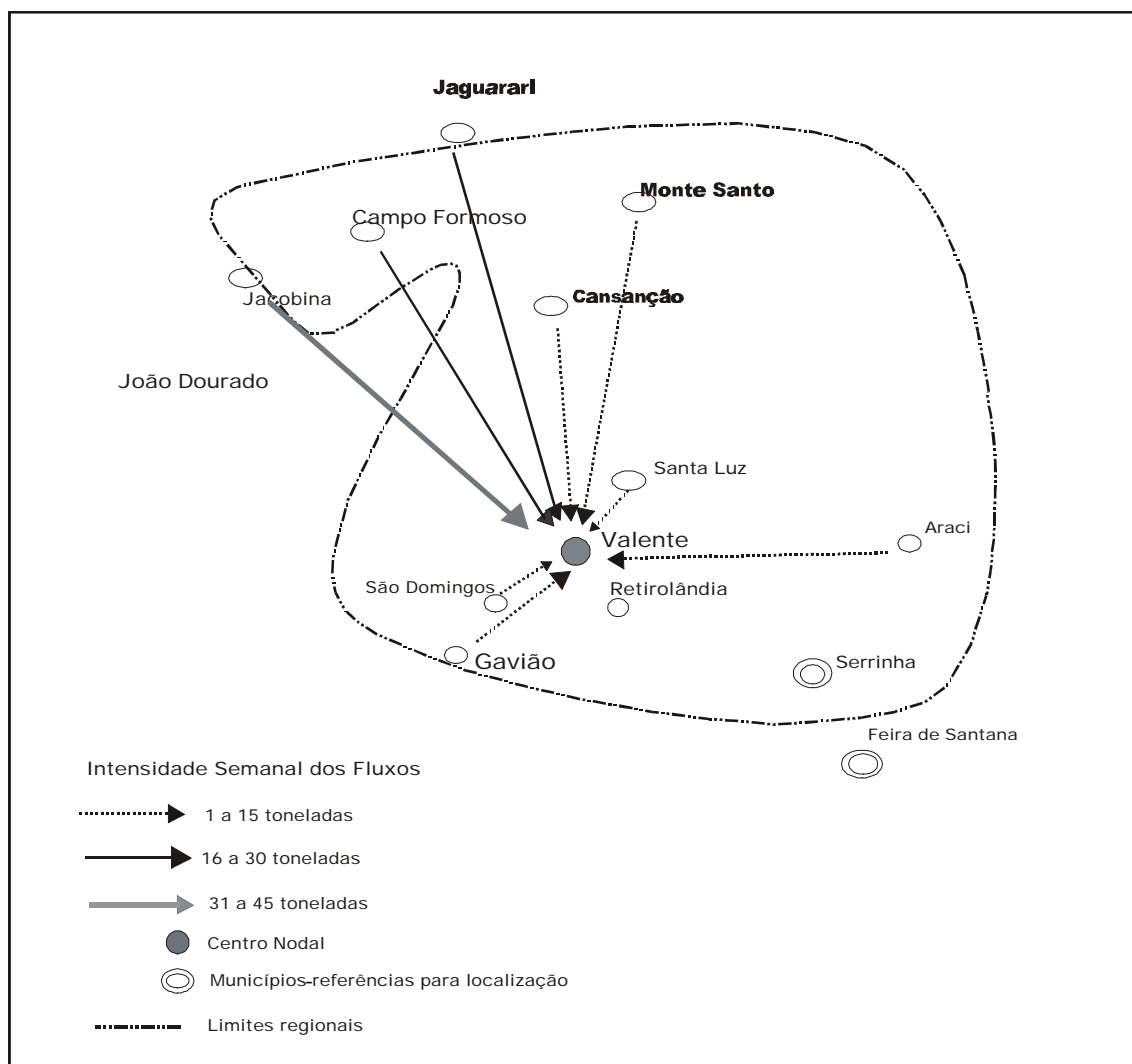 Jaguararl
Monte Santo
Campo Formoso
Jacobina
Cansanção
João Dourado
Santa Luz
Araci
Valente
São Domingos
Retirolândia
Gavião
Serrinha
Feira de Santana
Intensidade Semanal dos Fluxos
1 a 15 toneladas
16 a 30 toneladas
31 a 45 toneladas
Centro Nodal
Municípios-referências para localização
Limites regionais